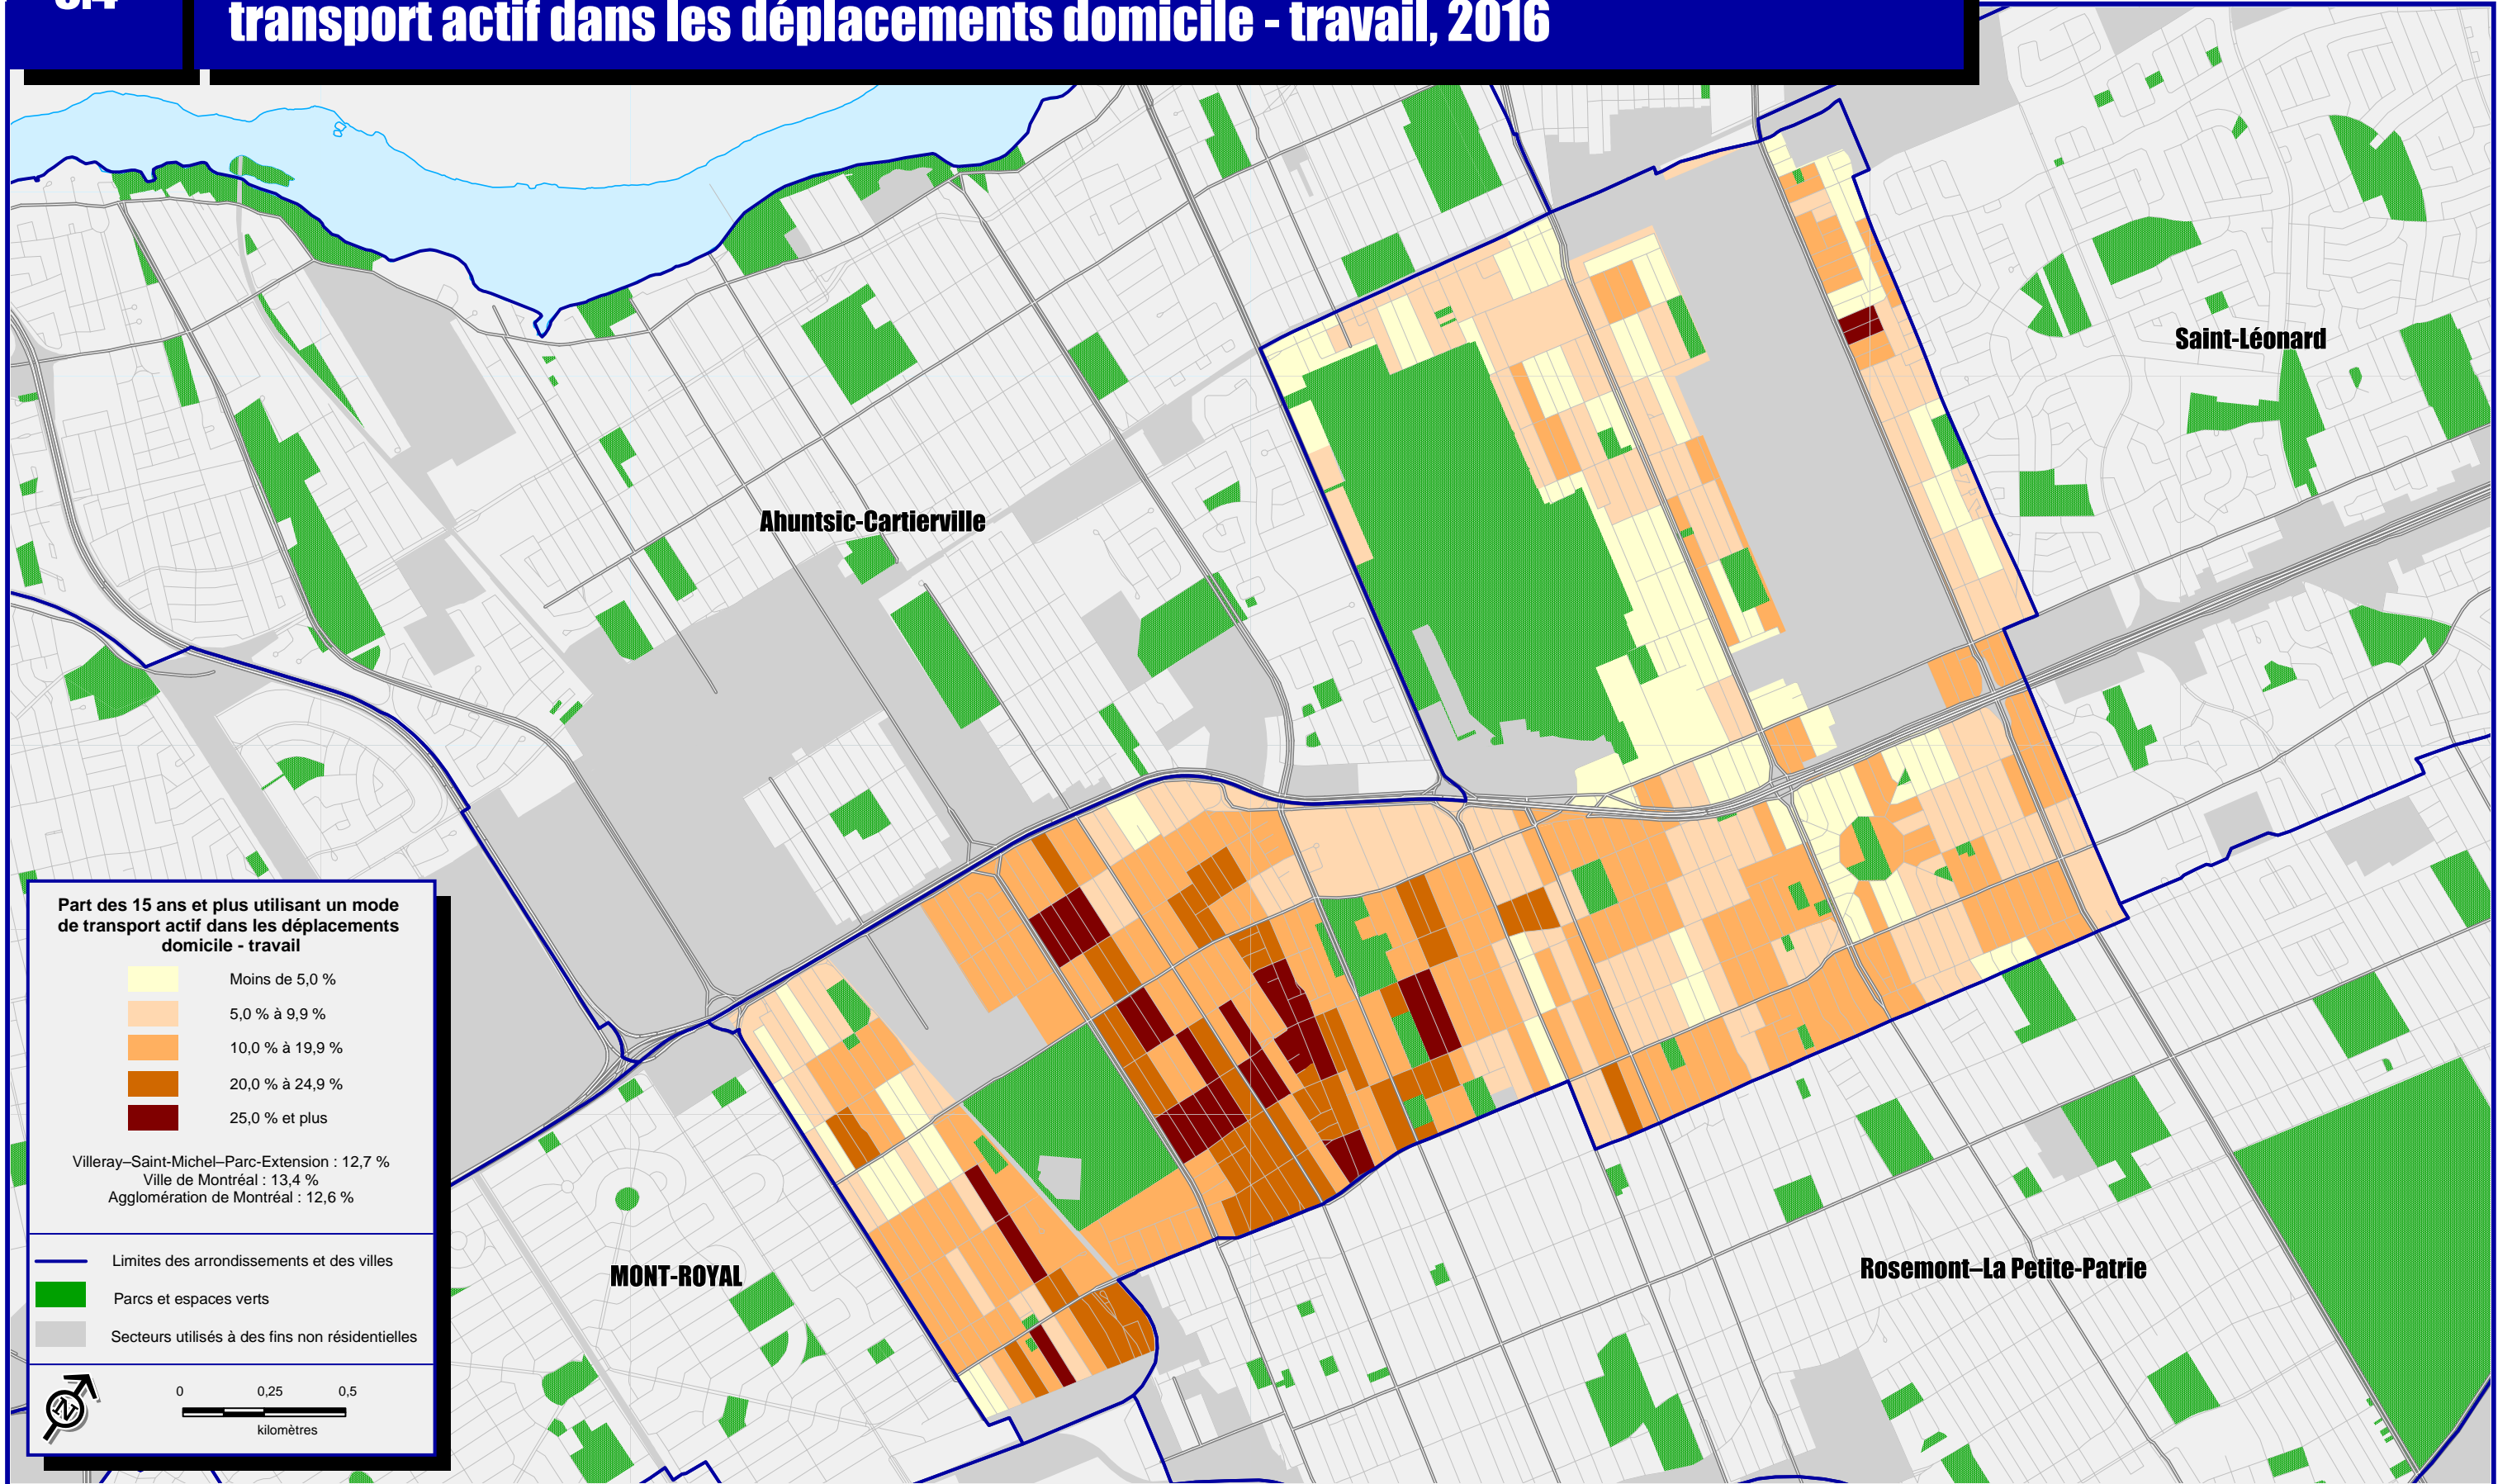 transport actif dans les déplacements domicile - travail, 2016
Saint-Léonard
Ahuntsic-Cartierville
MONT-ROYAL
Rosemont–La Petite-Patrie
Part des 15 ans et plus utilisant un mode
de transport actif dans les déplacements
domicile - travail
Moins de 5,0 %
5,0 % à 9,9 %
10,0 % à 19,9 %
20,0 % à 24,9 %
25,0 % et plus
Villeray–Saint-Michel–Parc-Extension : 12,7 %
Ville de Montréal : 13,4 %
Agglomération de Montréal : 12,6 %
Limites des arrondissements et des villes
Parcs et espaces verts
Secteurs utilisés à des fins non résidentielles
N
0 0,25 0,5
kilomètres